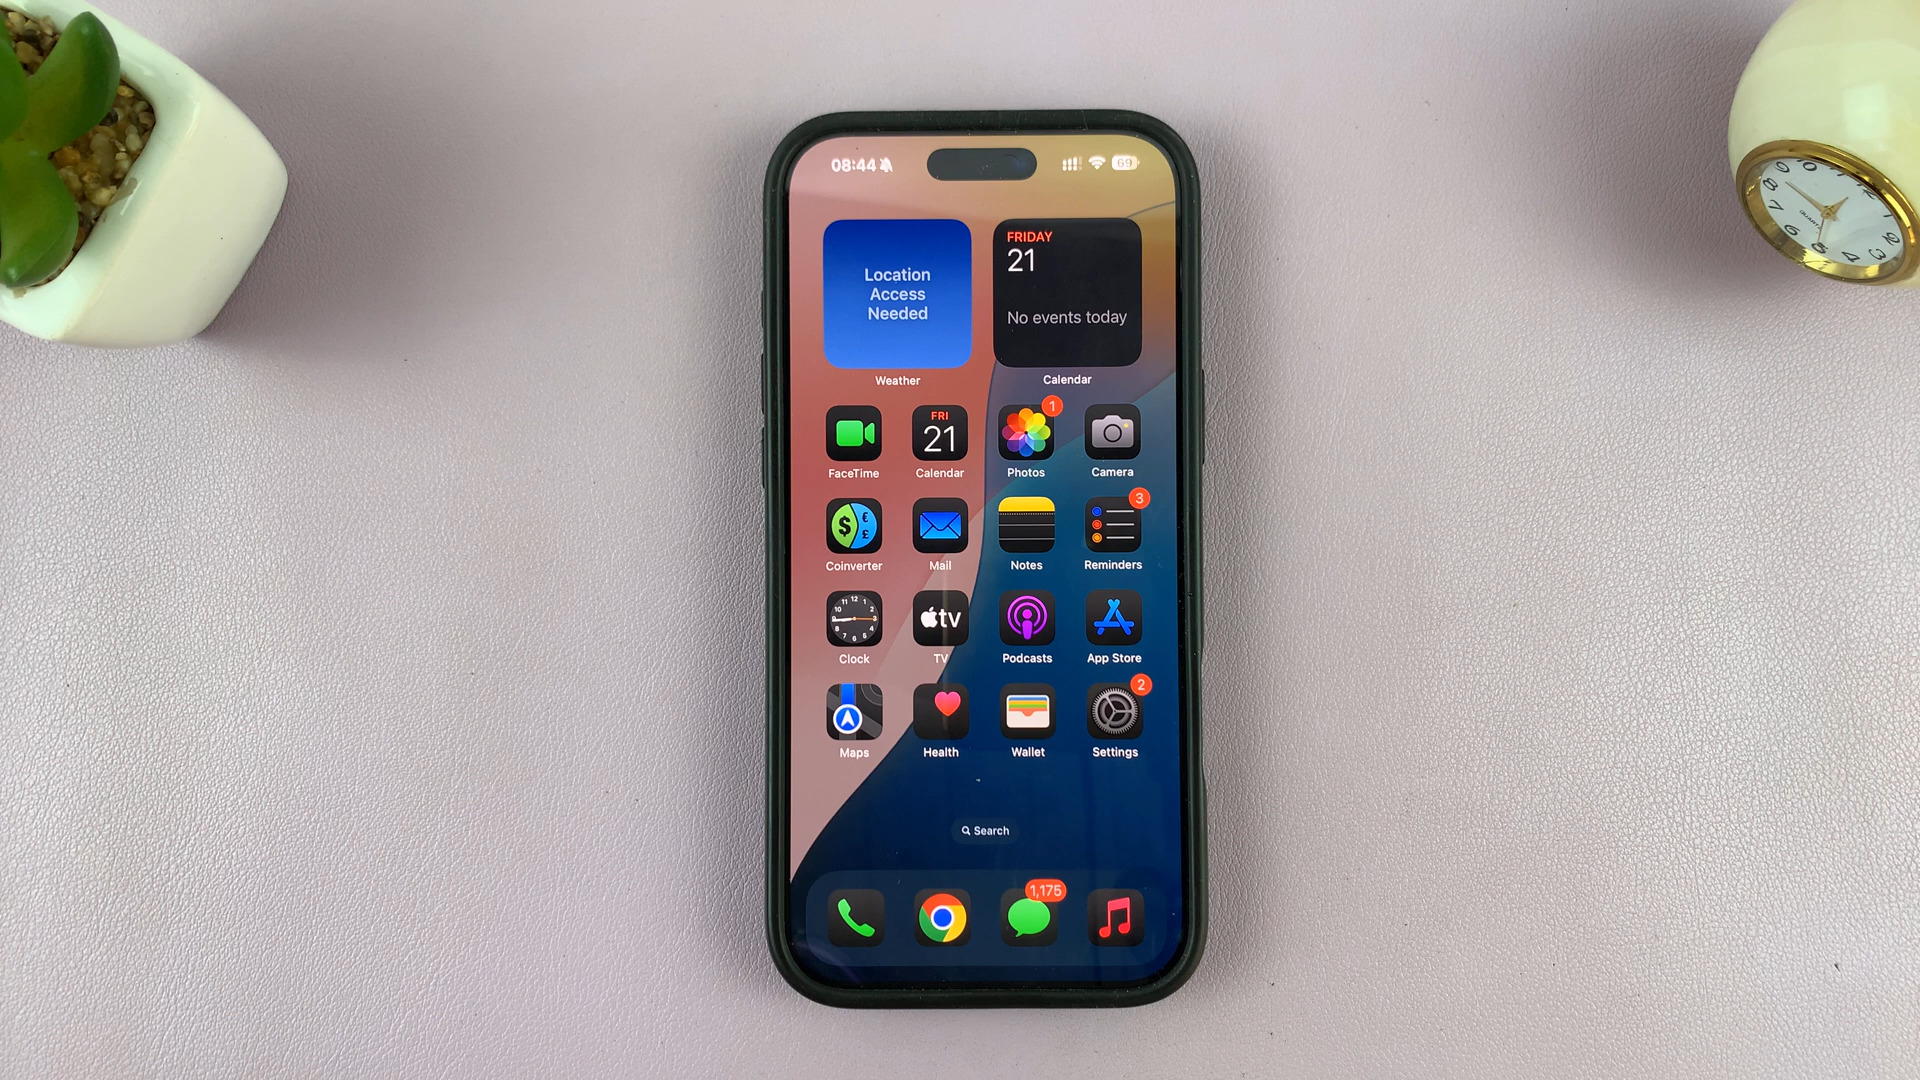 08:44
69
Location
Access
Needed
FRIDAY
21
No events today
Weather
Calendar
FRI
21
1
FaceTime
Calendar
Photos
Camera
$
€
£
3
Coinverter
Mail
Notes
Reminders
tv
Clock
TV
Podcasts
App Store
2
Maps
Health
Wallet
Settings
Search
1,175